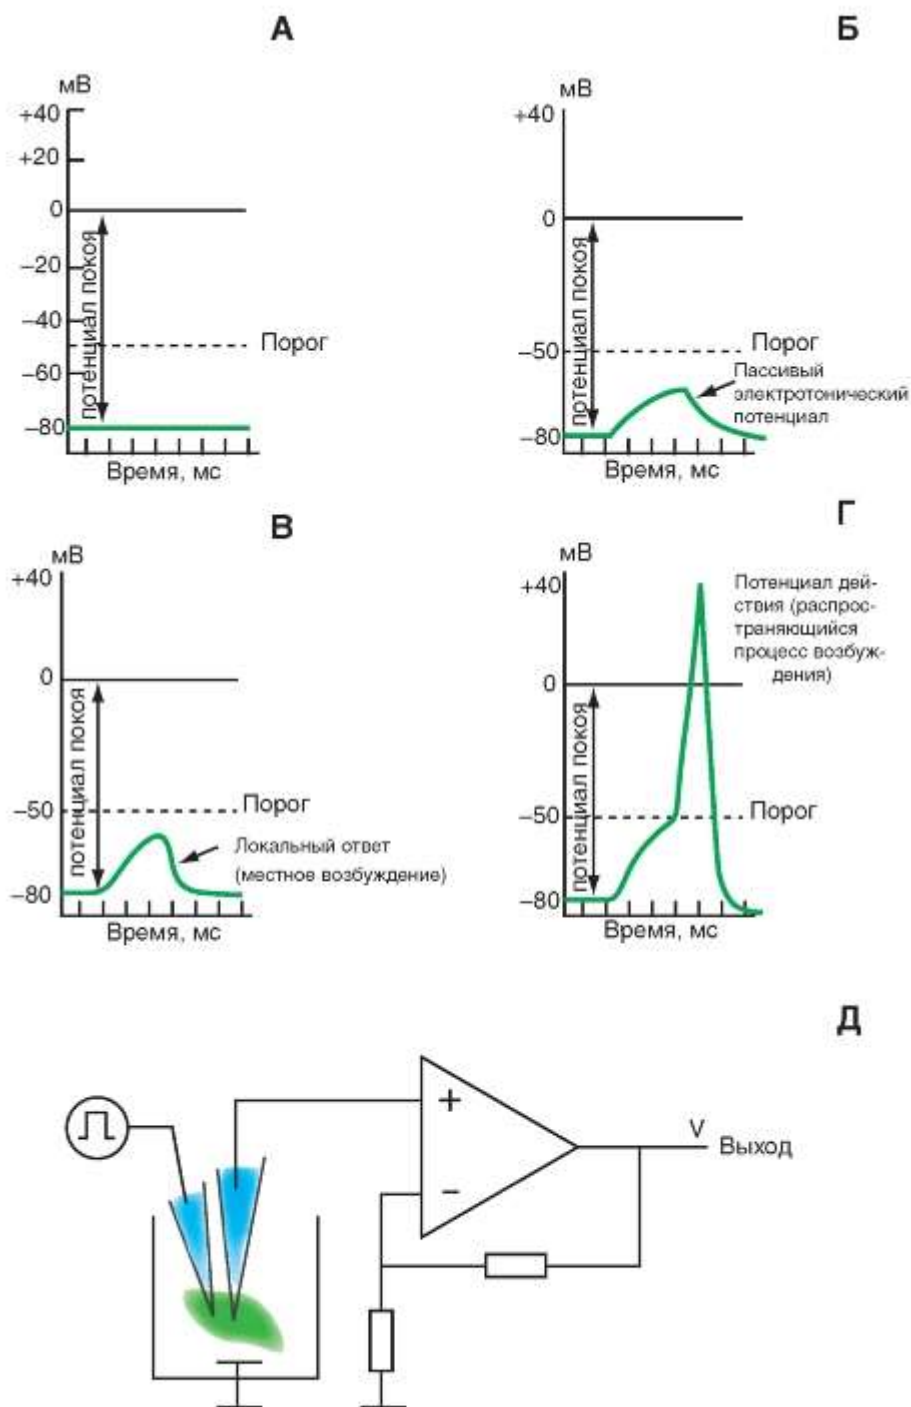 А
мВ
+40
+20
0
–20
–40
–60
–80
потенциал покоя
Порог
Время, мс
Б
мВ
+40
0
–50
–80
потенциал покоя
Порог
Пассивый
электротонический
потенциал
Время, мс
В
мВ
+40
0
–50
–80
потенциал покоя
Порог
Локальный ответ
(местное возбуждение)
Время, мс
Г
мВ
+40
0
–50
–80
потенциал покоя
Потенциал дей-
ствия (распрос-
траняющийся
процесс возбуж-
дения)
Порог
Время, мс
Д
+
–
V
Выход